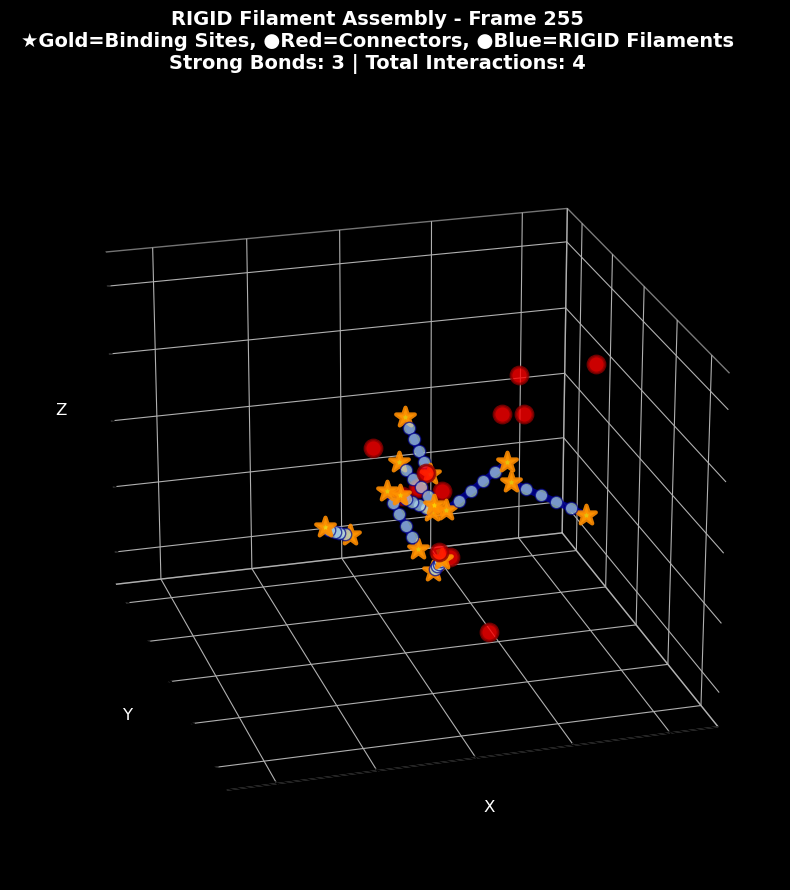 RIGID Filament Assembly - Frame 255
★Gold=Binding Sites, ●Red=Connectors, ●Blue=RIGID Filaments
Strong Bonds: 3 | Total Interactions: 4
Z
Y
X